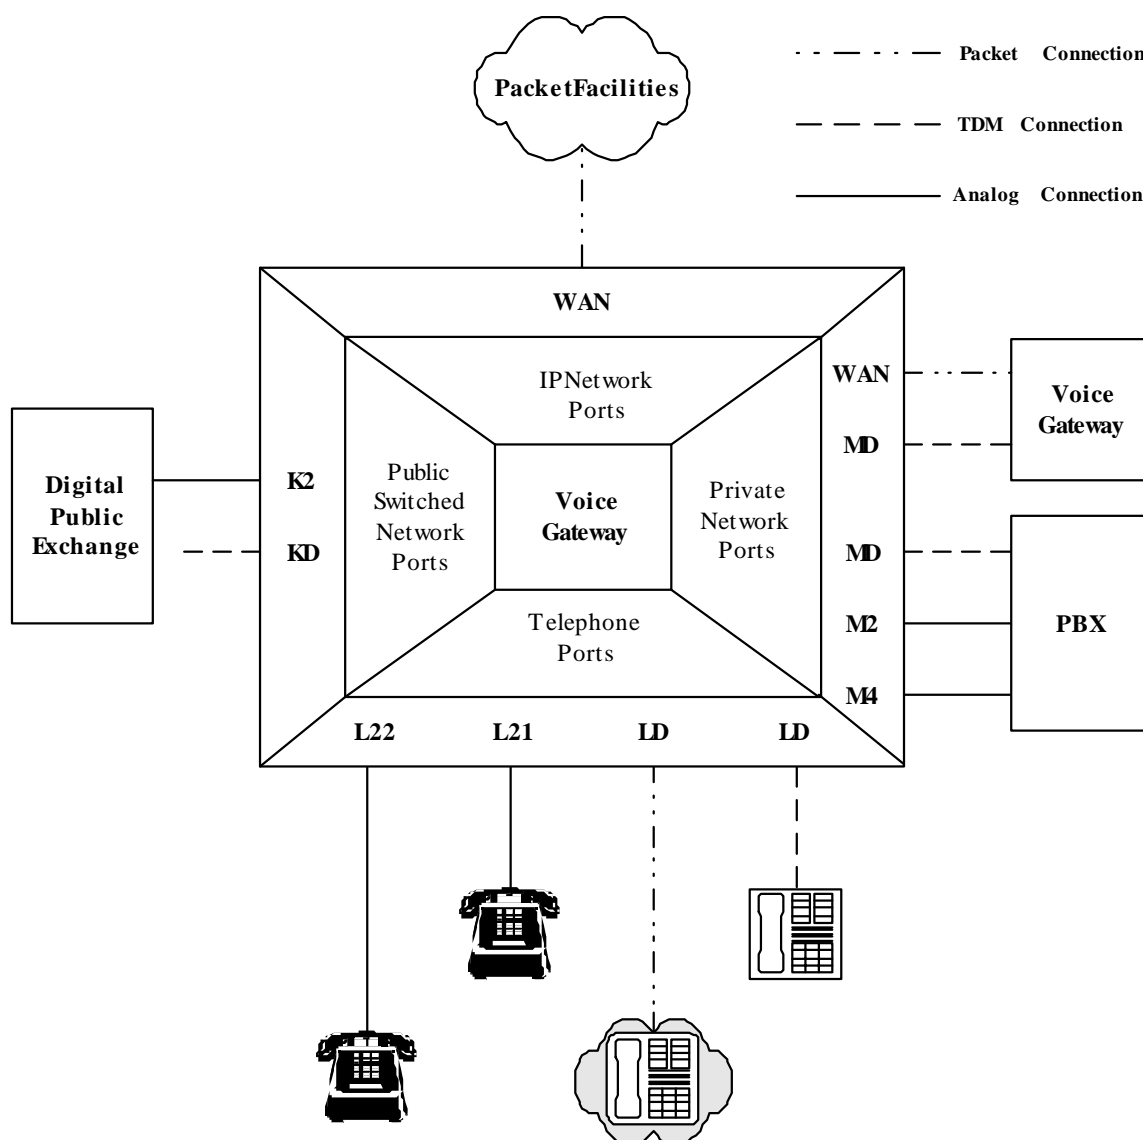 PacketFacilities
Packet Connection
TDM Connection
Analog Connection
WAN
IPNetwork
Ports
WAN
MD
Voice
Gateway
Digital
Public
Exchange
K2
KD
Public
Switched
Network
Ports
Voice
Gateway
Private
Network
Ports
MD
M2
M4
PBX
Telephone
Ports
L22
L21
LD
LD